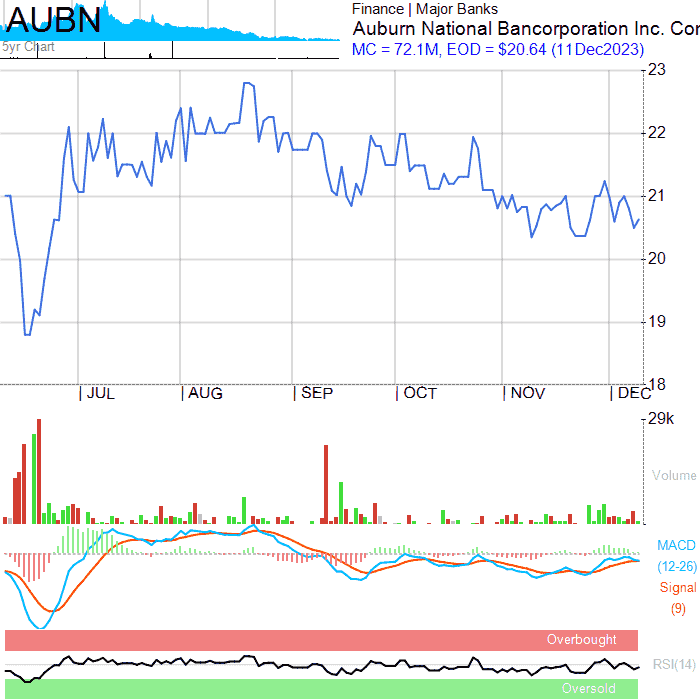 AUBN
5yr Chart
Finance | Major Banks
Auburn National Bancorporation Inc. Cor
MC = 72.1M, EOD = $20.64 (11Dec2023)
23
22
21
20
19
18
| JUL | AUG | SEP | OCT | NOV | DEC
29k
Volume
MACD
(12-26)
Signal
(9)
Overbought
RSI(14)
Oversold